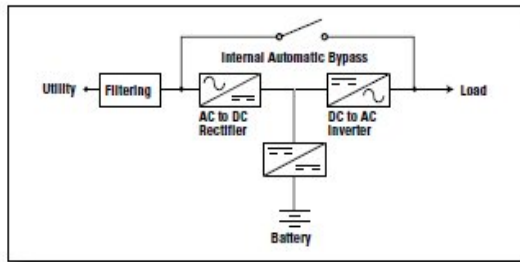 Internal Automatic Bypass
Utility
Filtering
Load
AC to DC
Rectifier
DC to AC
Inverter
Battery